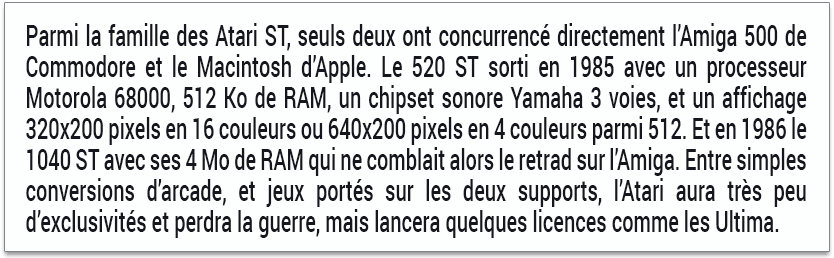 Parmi la famille des Atari ST, seuls deux ont concurrencé directement l'Amiga 500 de
Commodore et le Macintosh d'Apple. Le 520 ST sorti en 1985 avec un processeur
Motorola 68000, 512 Ko de RAM, un chipset sonore Yamaha 3 voies, et un affichage
320x200 pixels en 16 couleurs ou 640x200 pixels en 4 couleurs parmi 512. Et en 1986 le
1040 ST avec ses 4 Mo de RAM qui ne comblait alors le retrad sur l'Amiga. Entre simples
conversions d'arcade, et jeux portés sur les deux supports, l'Atari aura très peu
d'exclusivités et perdra la guerre, mais lancera quelques licences comme les Ultima.